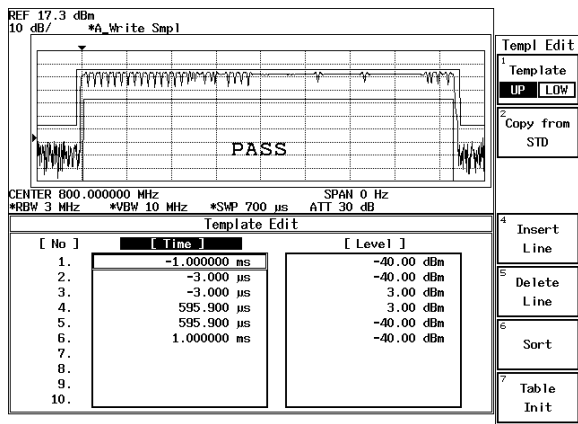 REF 17.3 dBm
10 dB/ *A_Write Smpl
PASS
CENTER 800.000000 MHz SPAN 0 Hz
*RBW 3 MHz *VBW 10 MHz *SWP 700 µs ATT 30 dB
Template Edit
[ No ] [ Time ] [ Level ]
1. -1.000000 ms -40.00 dBm
2. -3.000 µs -40.00 dBm
3. -3.000 µs 3.00 dBm
4. 595.900 µs 3.00 dBm
5. 595.900 µs -40.00 dBm
6. 1.000000 ms -40.00 dBm
7.
8.
9.
10.
Templ Edit
1 Template
UP LOW
2 Copy from
STD
4 Insert
Line
5 Delete
Line
6 Sort
7 Table
Init